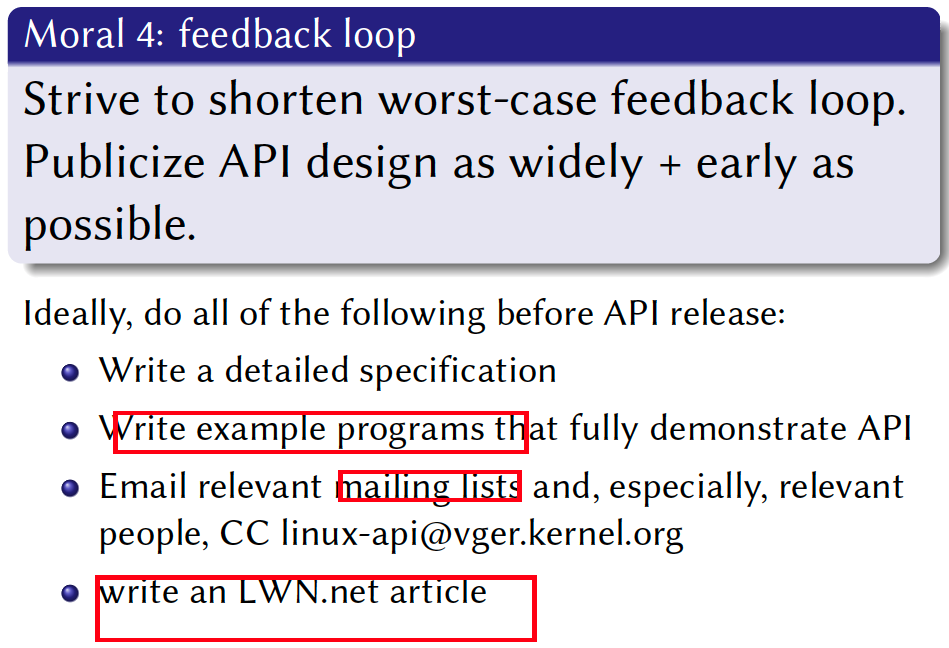 Moral 4: feedback loop
Strive to shorten worst-case feedback loop.
Publicize API design as widely + early as
possible.
Ideally, do all of the following before API release:
Write a detailed specification
Write example programs that fully demonstrate API
Email relevant mailing lists and, especially, relevant
people, CC linux-api@vger.kernel.org
write an LWN.net article